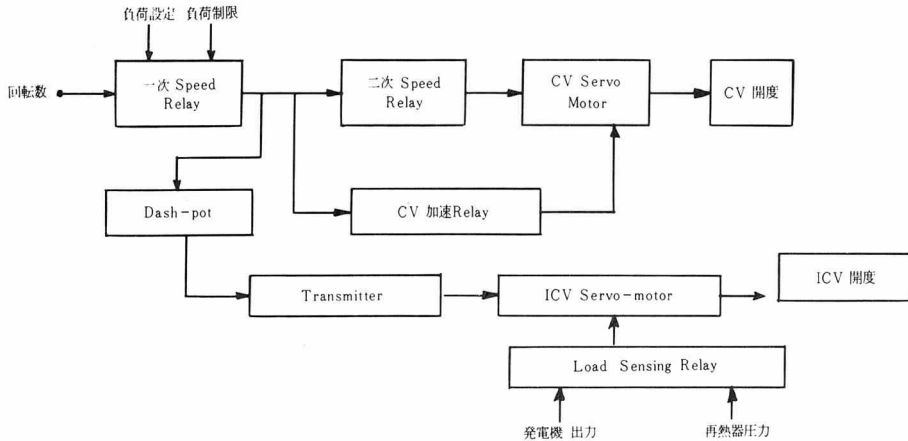 負荷設定 負荷制限
回転数
一次 Speed
Relay
二次 Speed
Relay
CV Servo
Motor
CV 開度
Dash-pot
CV 加速Relay
Transmitter
ICV Servo-motor
ICV 開度
Load Sensing Relay
発電機 出力
再熱器圧力